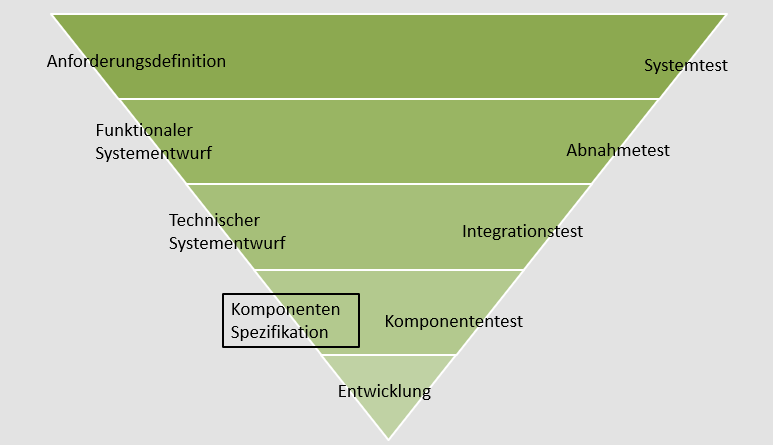 Anforderungsdefinition
Systemtest
Funktionaler
Systementwurf
Abnahmetest
Technischer
Systementwurf
Integrationstest
Komponenten
Spezifikation
Komponententest
Entwicklung